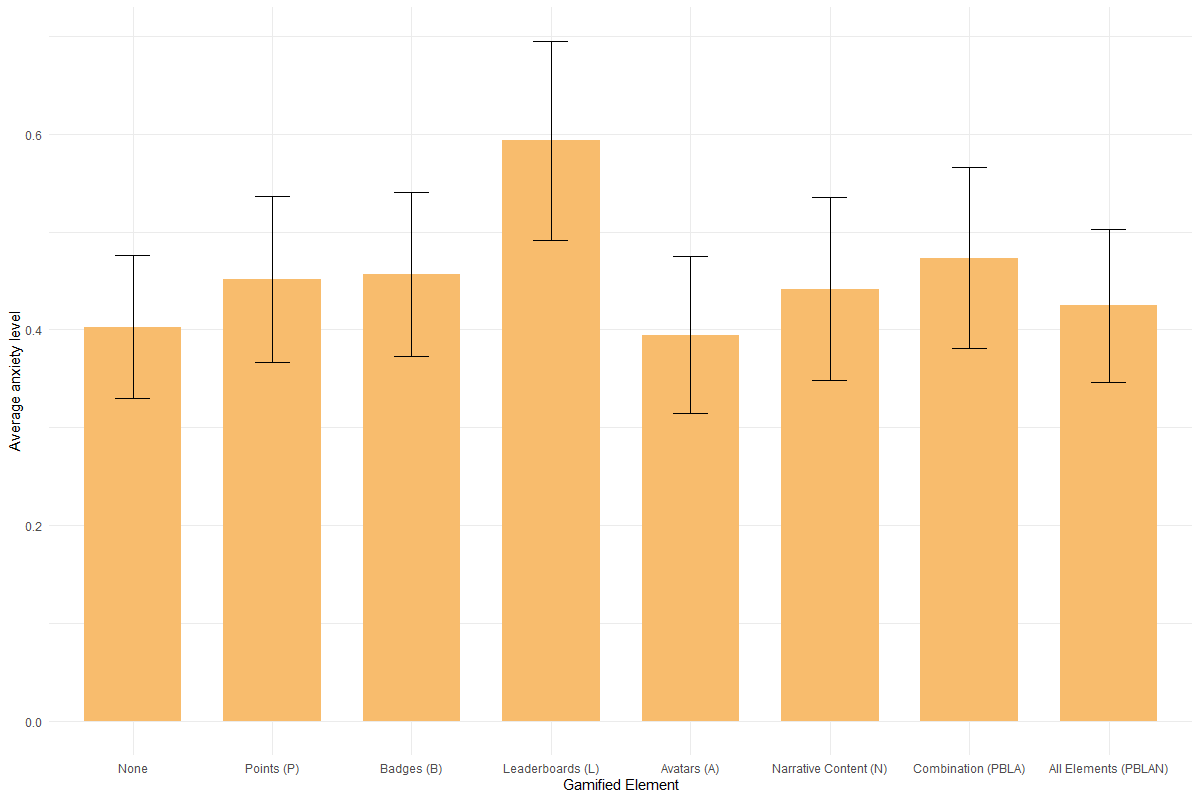 Average anxiety level
0.6
0.4
0.2
0.0
None
Points (P)
Badges (B)
Leaderboards (L)
Avatars (A)
Narrative Content (N)
Combination (PBLA)
All Elements (PBLAN)
Gamified Element